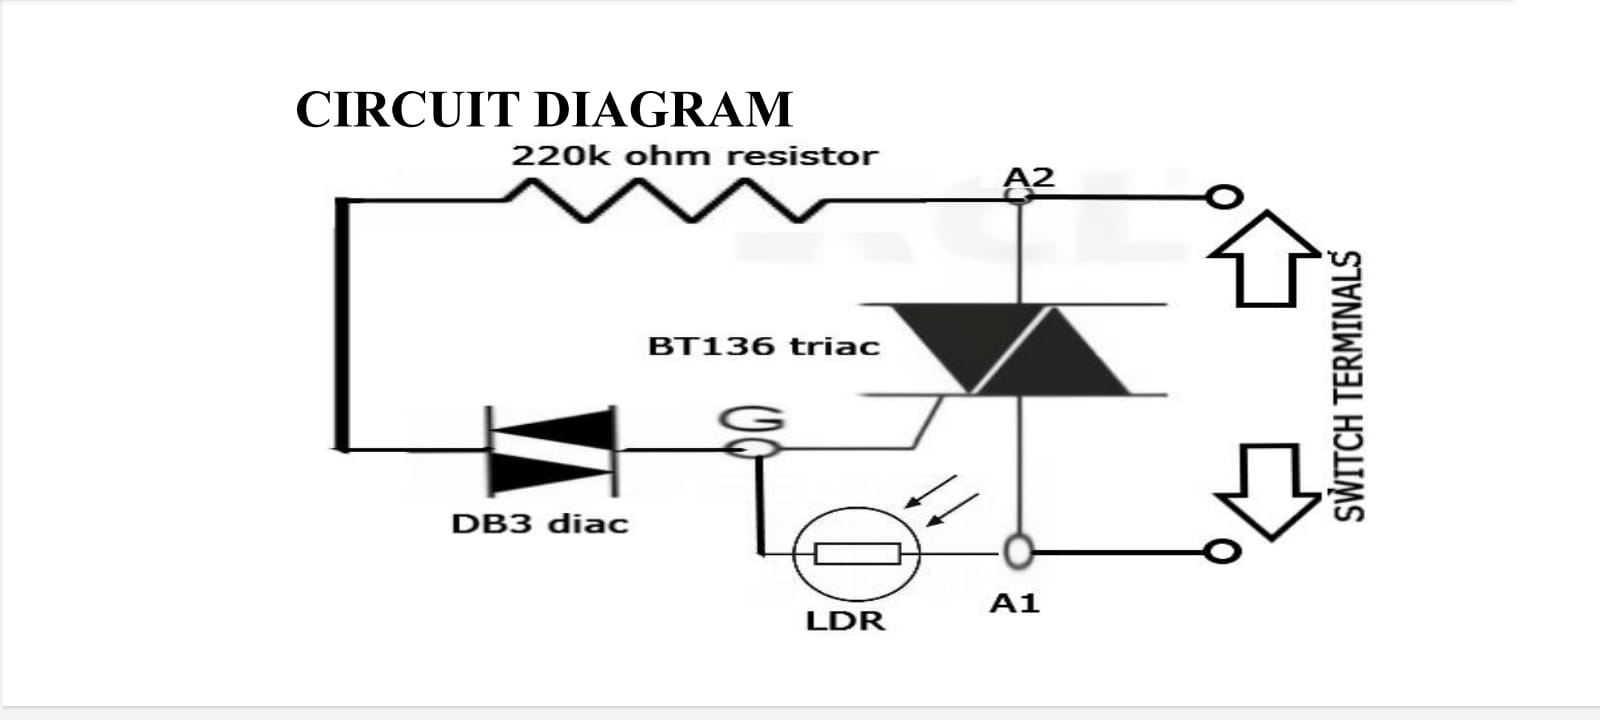 CIRCUIT DIAGRAM
220k ohm resistor
A2
BT136 triac
G
DB3 diac
LDR
A1
SWITCH TERMINALS